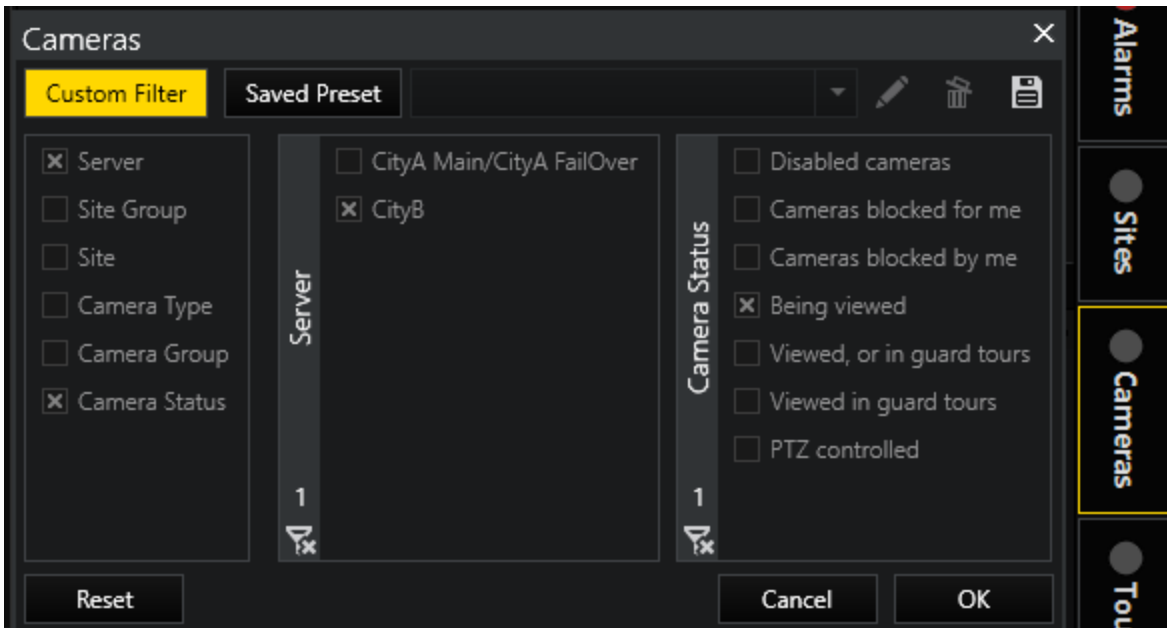 Cameras
Custom Filter
Saved Preset
Server
Site Group
Site
Camera Type
Camera Group
Camera Status
Server
1
CityA Main/CityA FailOver
CityB
Camera Status
1
Disabled cameras
Cameras blocked for me
Cameras blocked by me
Being viewed
Viewed, or in guard tours
Viewed in guard tours
PTZ controlled
Reset
Cancel
OK
Alarms
Sites
Cameras
Tou